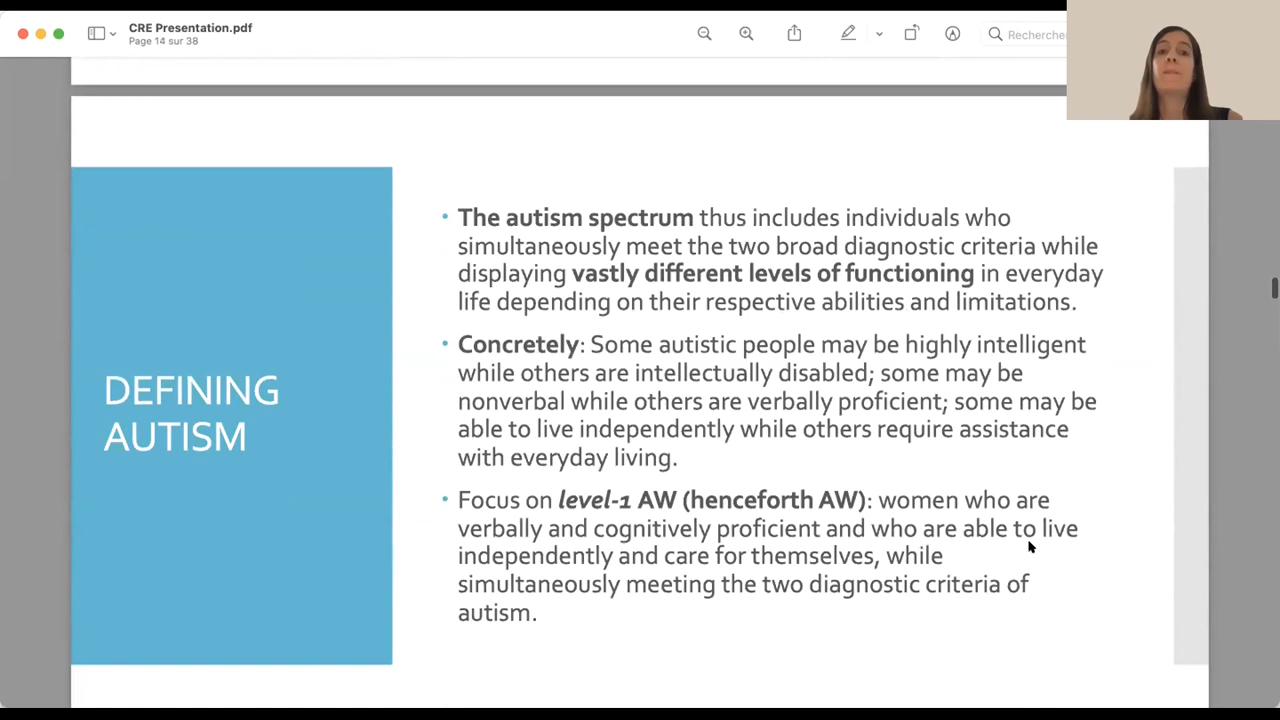 CRE Presentation.pdf
Page 14 sur 38
Recherche
DEFINING
AUTISM
• The autism spectrum thus includes individuals who
simultaneously meet the two broad diagnostic criteria while
displaying vastly different levels of functioning in everyday
life depending on their respective abilities and limitations.
• Concretely: Some autistic people may be highly intelligent
while others are intellectually disabled; some may be
nonverbal while others are verbally proficient; some may be
able to live independently while others require assistance
with everyday living.
• Focus on level-1 AW (henceforth AW): women who are
verbally and cognitively proficient and who are able to live
independently and care for themselves, while
simultaneously meeting the two diagnostic criteria of
autism.